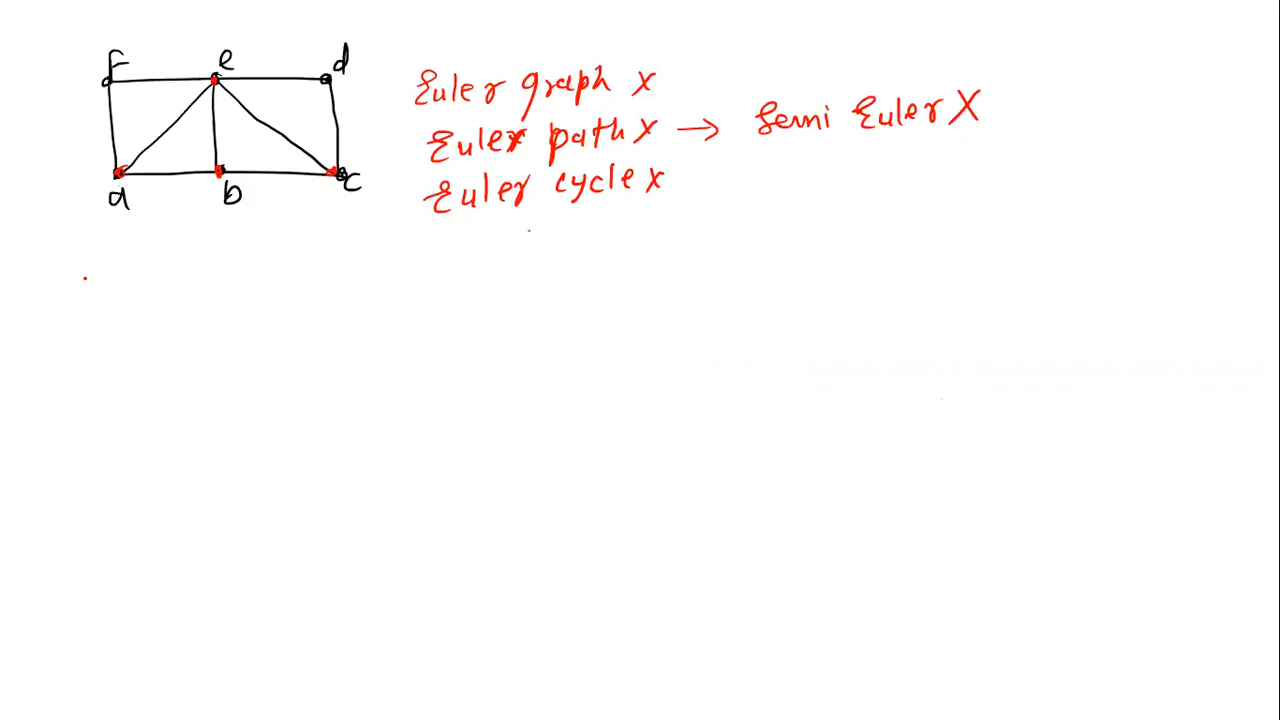 f e d
a b c
Euler graph X
Euler path X → Semi Euler X
Euler cycle X